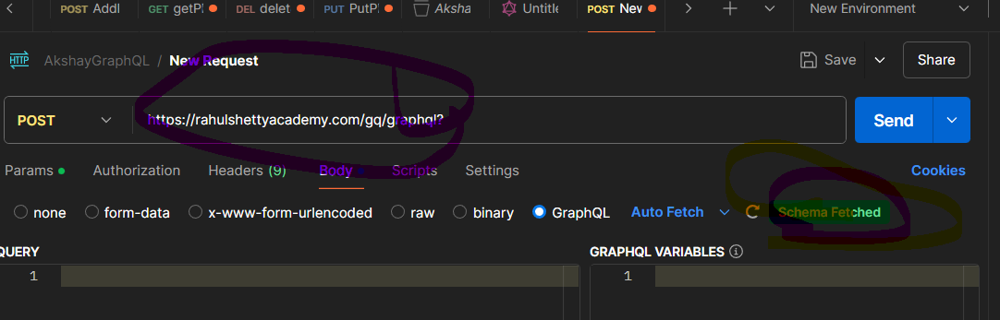 POST Addl GET getPl DEL delet PUT PutPl Aksha Untitle POST New New Environment
HTTP AkshayGraphQL / New Request Save Share
POST https://rahulshettyacademy.com/gq/graphql? Send
Params Authorization Headers (9) Body Scripts Settings Cookies
none form-data x-www-form-urlencoded raw binary GraphQL Auto Fetch Schema Fetched
QUERY GRAPHQL VARIABLES
1 1